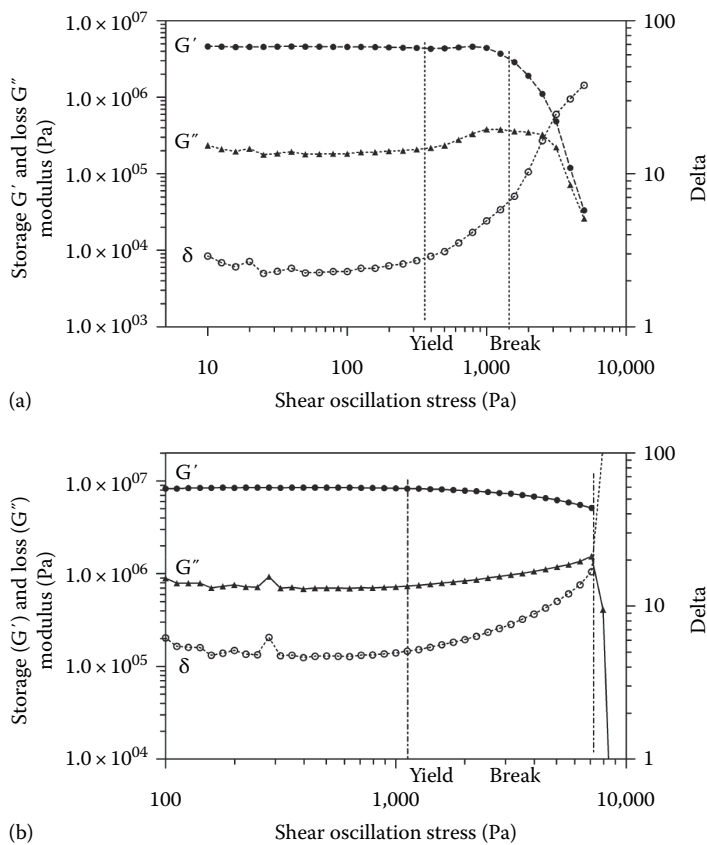 Storage G′ and loss G″
modulus (Pa)
1.0 × 10⁰⁷
1.0 × 10⁰⁶
1.0 × 10⁰⁵
1.0 × 10⁰⁴
1.0 × 10⁰³
G′
G″
δ
100
10
1
Delta
Yield Break
10 100 1,000 10,000
Shear oscillation stress (Pa)
(a)
Storage (G′) and loss (G″)
modulus (Pa)
1.0 × 10⁰⁷
1.0 × 10⁰⁶
1.0 × 10⁰⁵
1.0 × 10⁰⁴
G′
G″
δ
100
10
1
Delta
Yield Break
100 1,000 10,000
Shear oscillation stress (Pa)
(b)